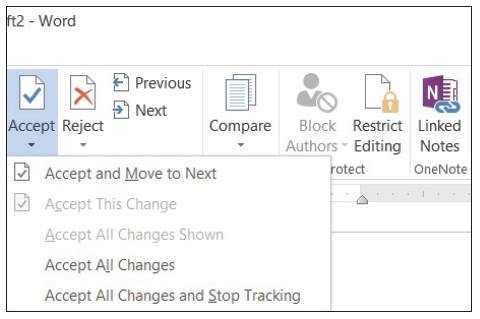 ft2 - Word
Previous
Next
Accept Reject Compare Block Authors Restrict Editing Linked Notes
rotect OneNote
Accept and Move to Next
Accept This Change
Accept All Changes Shown
Accept All Changes
Accept All Changes and Stop Tracking